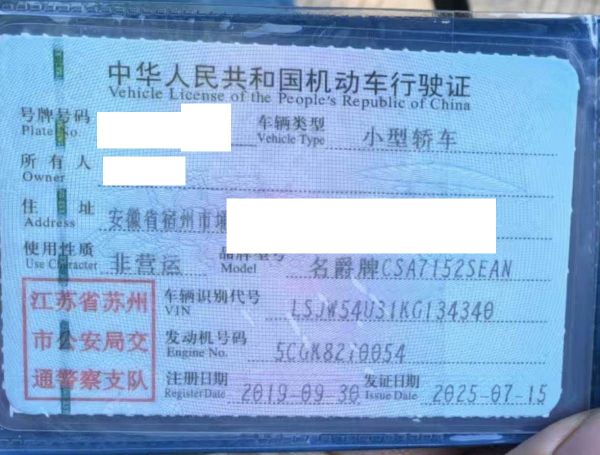 中华人民共和国机动车行驶证
Vehicle License of the People's Republic of China
号牌号码 车辆类型 小型轿车
Plate No Vehicle Type
所有人
Owner
住址 安徽省宿州市埇
Address
使用性质 非营运 品牌型号 名爵牌CSA7152SEAN
Use Character Model
江苏省苏州 车辆识别代号 LSJW54U31KG134340
VIN
市公安局交 发动机号码 5CGK8270054
Engine No.
通警察支队 注册日期 2019-09-30 发证日期 2025-07-15
Register Date Issue Date